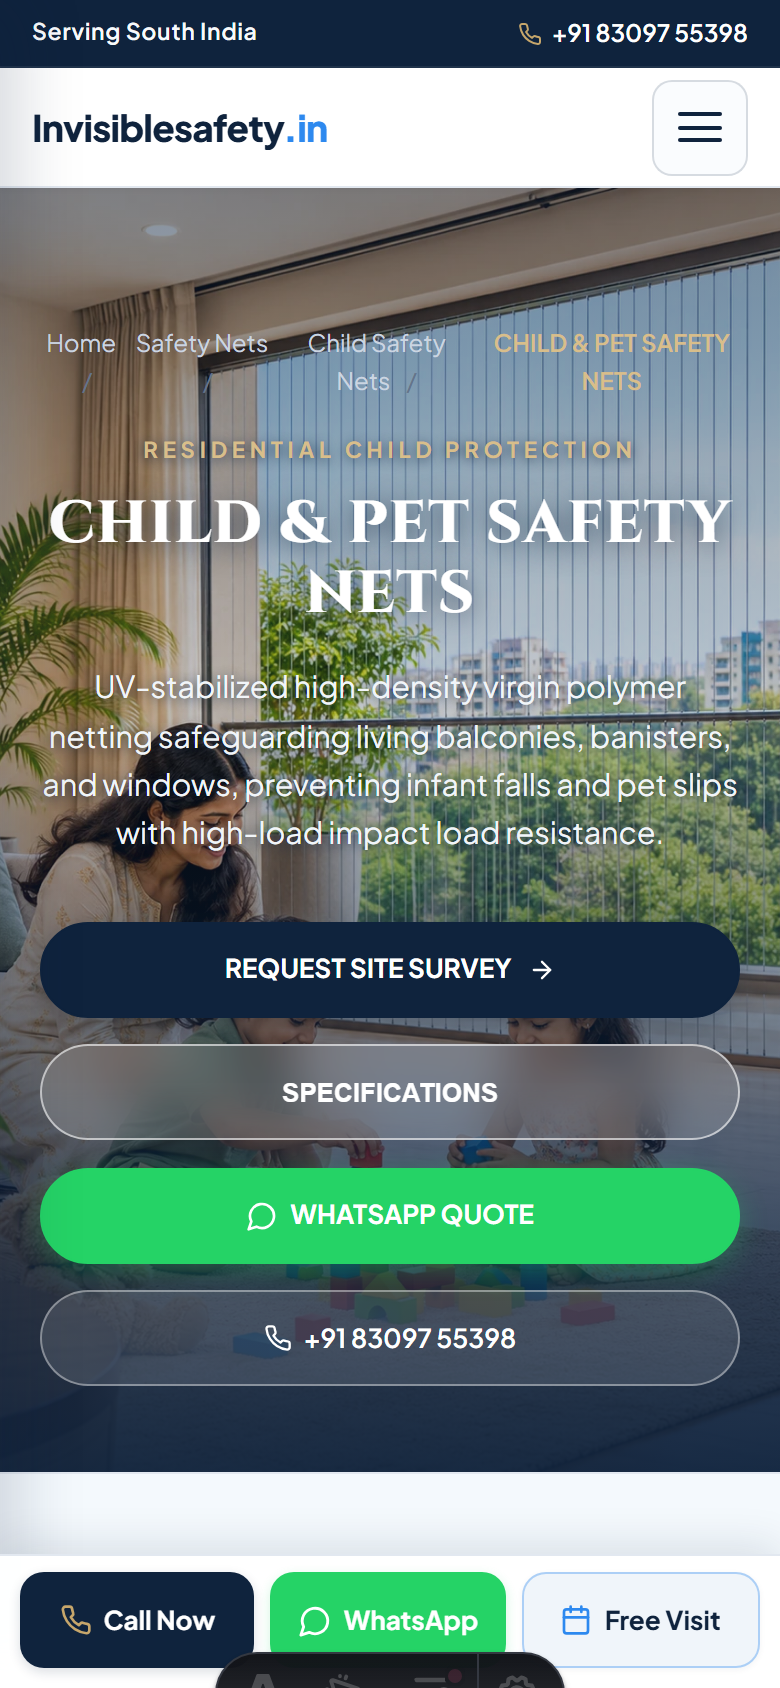 Serving South India
+91 83097 55398
Invisiblesafety.in
Home / Safety Nets / Child Safety Nets / CHILD & PET SAFETY NETS
RESIDENTIAL CHILD PROTECTION
CHILD & PET SAFETY
NETS
UV-stabilized high-density virgin polymer
netting safeguarding living balconies, banisters,
and windows, preventing infant falls and pet slips
with high-load impact load resistance.
REQUEST SITE SURVEY →
SPECIFICATIONS
WHATSAPP QUOTE
+91 83097 55398
Call Now
WhatsApp
Free Visit